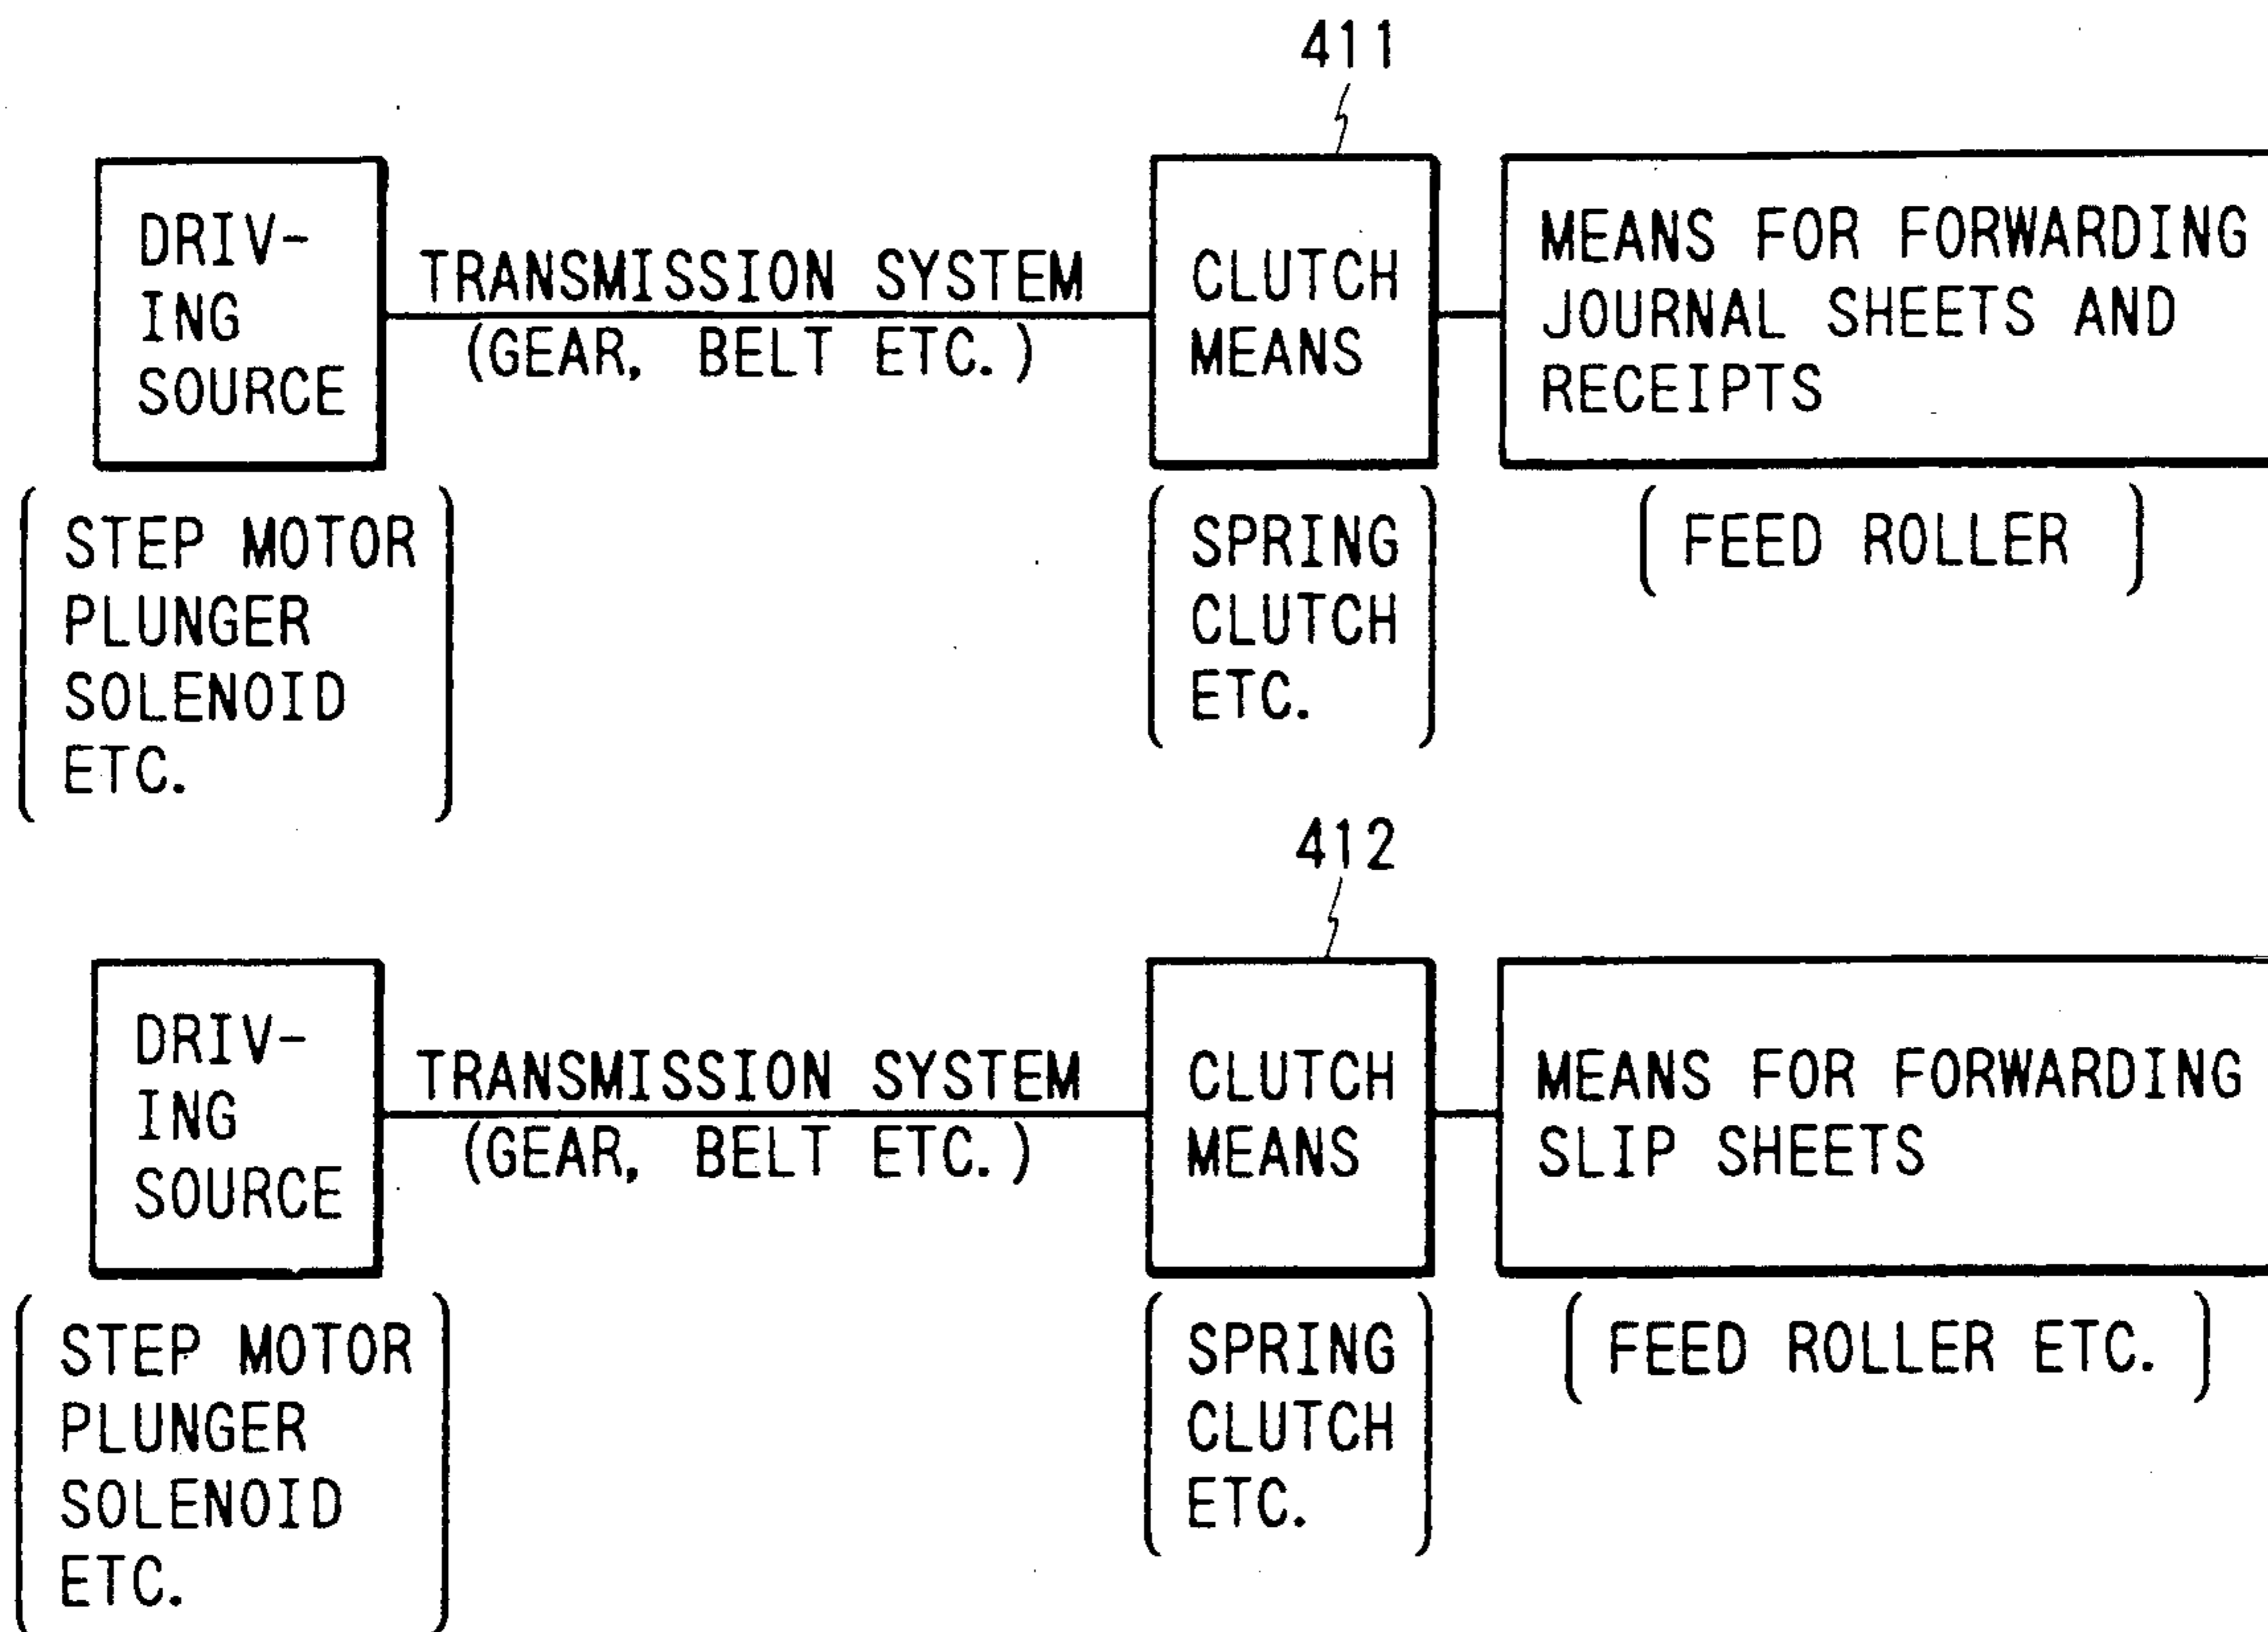 411
DRIV-
ING
SOURCE
TRANSMISSION SYSTEM
(GEAR, BELT ETC.)
CLUTCH
MEANS
MEANS FOR FORWARDING
JOURNAL SHEETS AND
RECEIPTS
STEP MOTOR
PLUNGER
SOLENOID
ETC.
SPRING
CLUTCH
ETC.
FEED ROLLER
412
DRIV-
ING
SOURCE
TRANSMISSION SYSTEM
(GEAR, BELT ETC.)
CLUTCH
MEANS
MEANS FOR FORWARDING
SLIP SHEETS
STEP MOTOR
PLUNGER
SOLENOID
ETC.
SPRING
CLUTCH
ETC.
FEED ROLLER ETC.